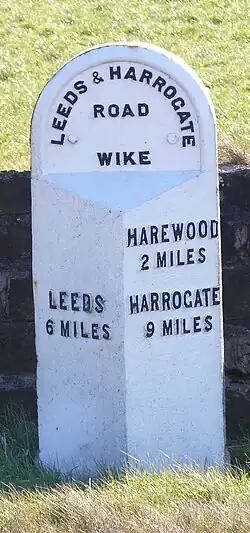 LEEDS & HARROGATE
ROAD
WIKE
HAREWOOD
2 MILES
LEEDS
6 MILES
HARROGATE
9 MILES